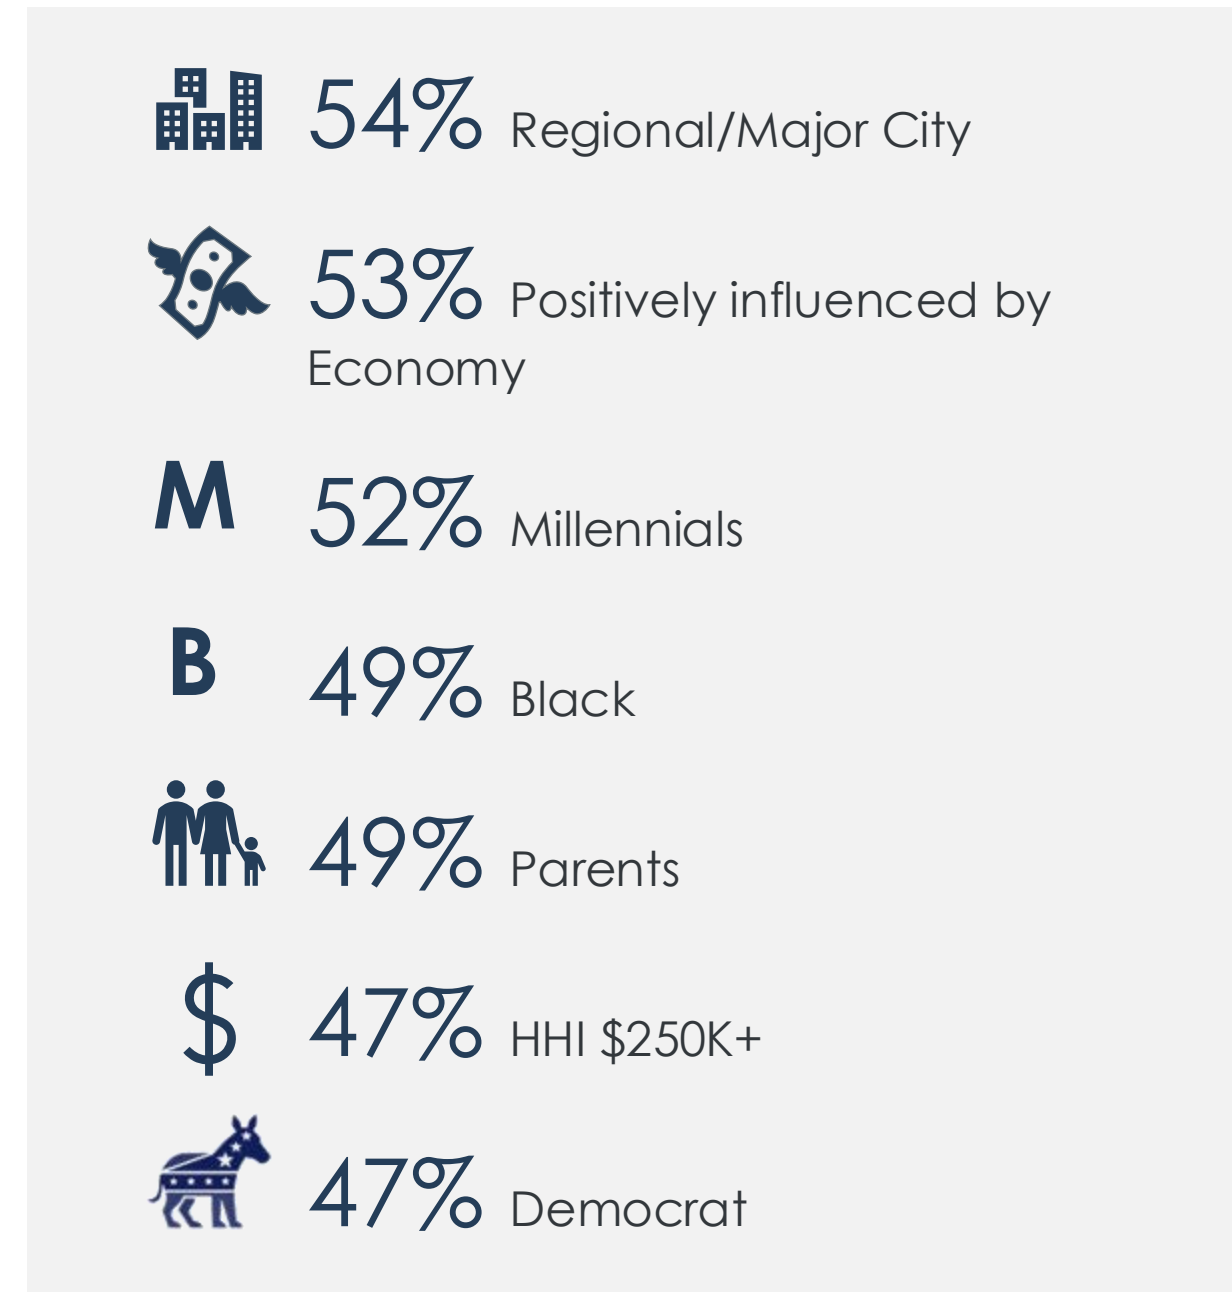 54% Regional/Major City
53% Positively influenced by
Economy
M 52% Millennials
B 49% Black
49% Parents
$ 47% HHI $250K+
47% Democrat